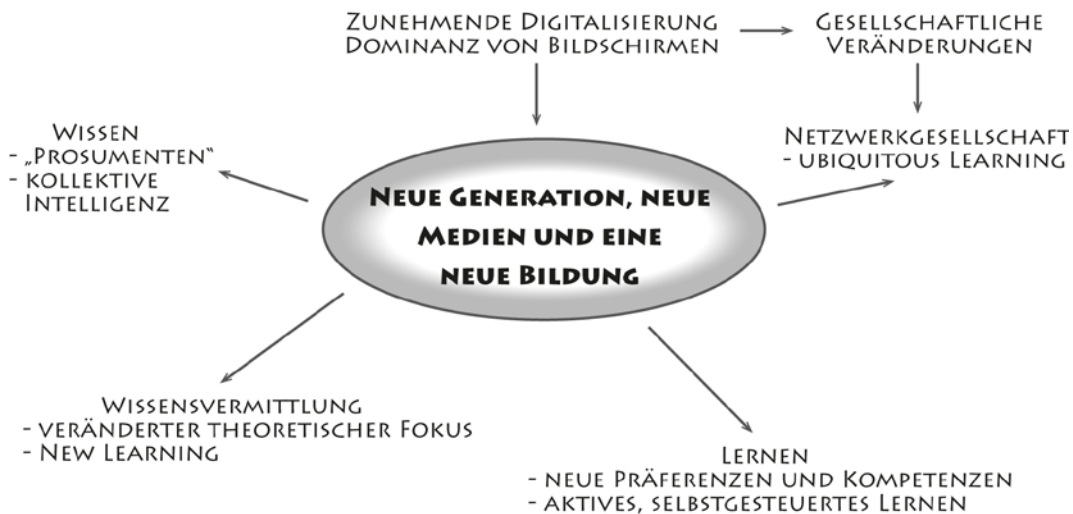 Zunehmende Digitalisierung
Dominanz von Bildschirmen
Gesellschaftliche
Veränderungen
Netzwerkgesellschaft
- ubiquitous Learning
Wissen
- „Prosumenten“
- kollektive
Intelligenz
Neue Generation, neue
Medien und eine
neue Bildung
Wissensvermittlung
- veränderter theoretischer Fokus
- New Learning
Lernen
- neue Präferenzen und Kompetenzen
- aktives, selbstgesteuertes Lernen